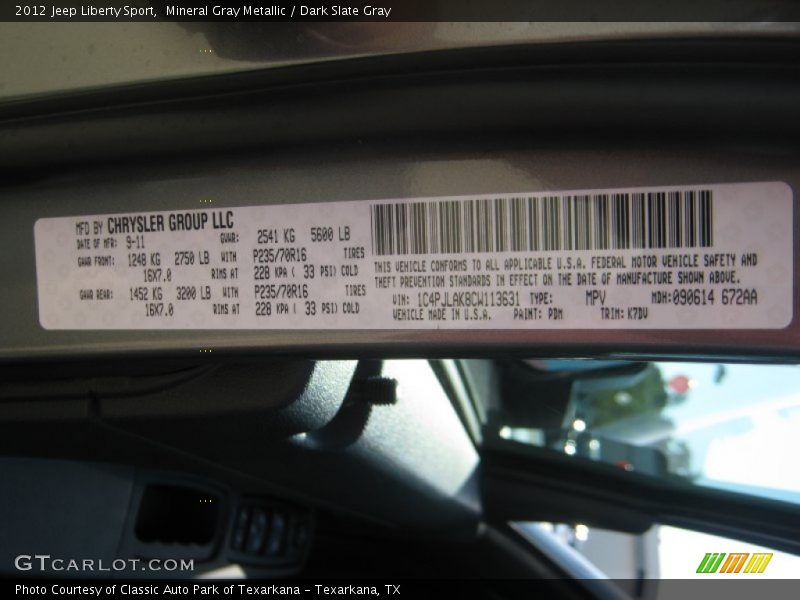 2012 Jeep Liberty Sport, Mineral Gray Metallic / Dark Slate Gray
MFD BY CHRYSLER GROUP LLC
DATE OF MFR: 9-11 GVWR: 2541 KG 5600 LB
GAWR FRONT: 1248 KG 2750 LB WITH P235/70R16 TIRES
16X7.0 RIMS AT 228 KPA ( 33 PSI) COLD
GAWR REAR: 1452 KG 3200 LB WITH P235/70R16 TIRES
16X7.0 RIMS AT 228 KPA ( 33 PSI) COLD
THIS VEHICLE CONFORMS TO ALL APPLICABLE U.S.A. FEDERAL MOTOR VEHICLE SAFETY AND
THEFT PREVENTION STANDARDS IN EFFECT ON THE DATE OF MANUFACTURE SHOWN ABOVE.
VIN: 1C4PJLAK8CW113631 TYPE: MPV MDH:090614 672AA
VEHICLE MADE IN U.S.A. PAINT: PDM TRIM: K7DV
GTCARLOT.COM
Photo Courtesy of Classic Auto Park of Texarkana - Texarkana, TX